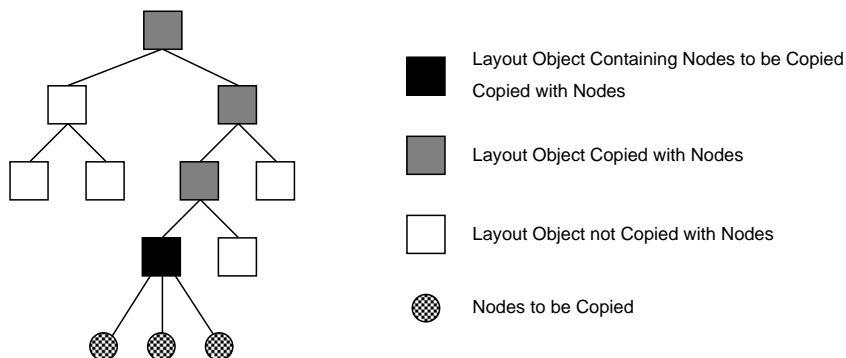 Layout Object Containing Nodes to be Copied
Copied with Nodes
Layout Object Copied with Nodes
Layout Object not Copied with Nodes
Nodes to be Copied